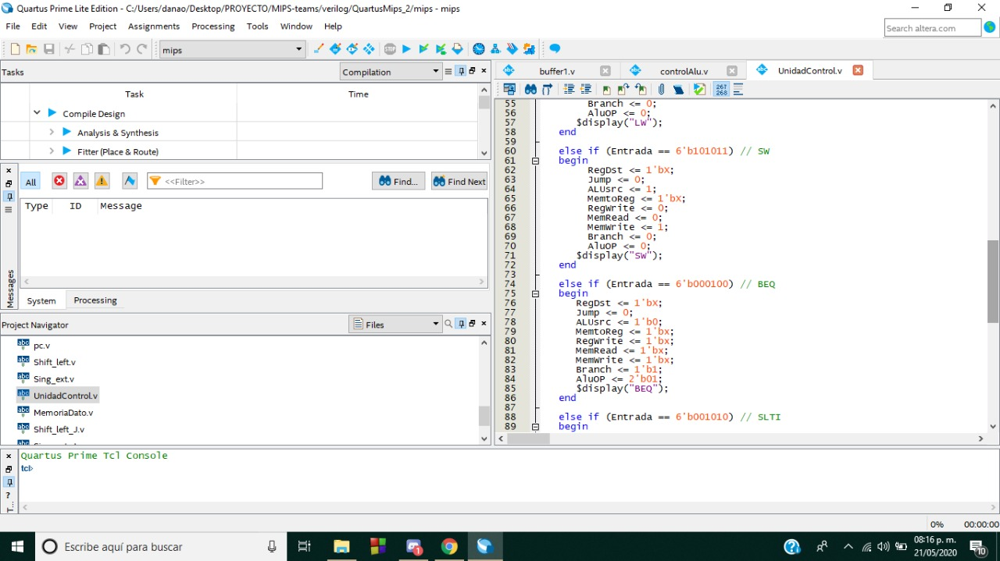 Quartus Prime Lite Edition - C:/Users/danao/Desktop/PROYECTO/MIPS-teams/verilog/QuartusMips_2/mips - mips
File Edit View Project Assignments Processing Tools Window Help
Search altera.com
mips
Tasks Compilation
Task Time
Compile Design
Analysis & Synthesis
Fitter (Place & Route)
All <<Filter>> Find... Find Next
Type ID Message
Messages
System Processing
Project Navigator Files
pc.v
Shift_left.v
Sing_ext.v
UnidadControl.v
MemoriaDato.v
Shift_left_J.v
buffer1.v controlAlu.v UnidadControl.v
267
268
55 Branch <= 0;
56 AluOP <= 0;
57 $display("LW");
58 end
59
60 else if (Entrada == 6'b101011) // SW
61 begin
62 RegDst <= 1'bX;
63 Jump <= 0;
64 ALUsrc <= 1;
65 MemtoReg <= 1'bX;
66 RegWrite <= 0;
67 MemRead <= 0;
68 MemWrite <= 1;
69 Branch <= 0;
70 AluOP <= 0;
71 $display("SW");
72 end
73
74 else if (Entrada == 6'b000100) // BEQ
75 begin
76 RegDst <= 1'bX;
77 Jump <= 0;
78 ALUsrc <= 1'b0;
79 MemtoReg <= 1'bx;
80 RegWrite <= 1'bx;
81 MemRead <= 1'bx;
82 MemWrite <= 1'bx;
83 Branch <= 1'b1;
84 AluOP <= 2'b01;
85 $display("BEQ");
86 end
87
88 else if (Entrada == 6'b001010) // SLTI
89 begin
Quartus Prime Tcl Console
tcl>
0% 00:00:00
Escribe aquí para buscar
1
08:16 p. m.
21/05/2020
10